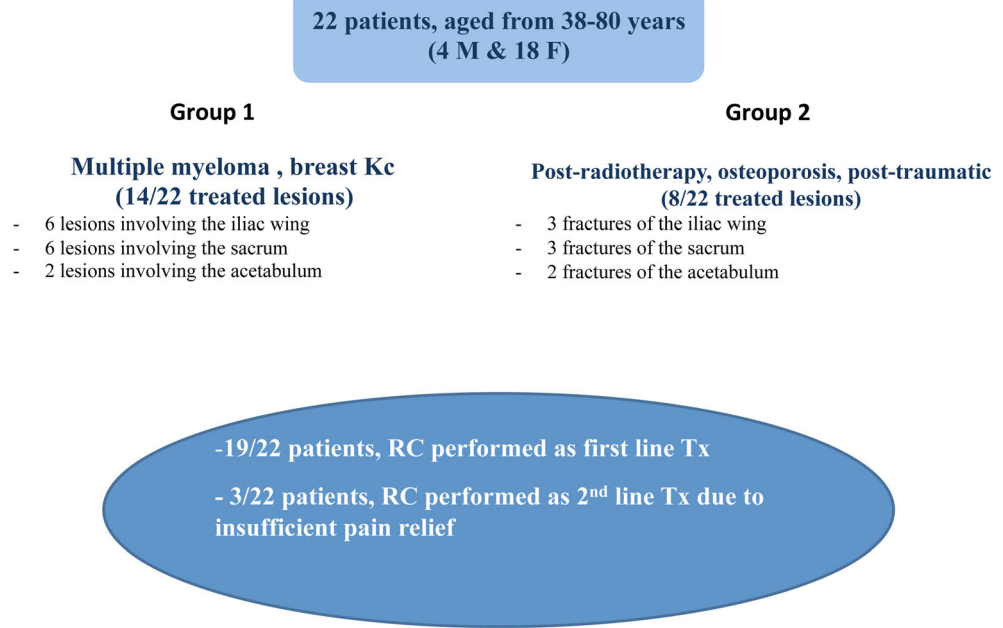 22 patients, aged from 38-80 years
(4 M & 18 F)
Group 1
Multiple myeloma , breast Kc
(14/22 treated lesions)
- 6 lesions involving the iliac wing
- 6 lesions involving the sacrum
- 2 lesions involving the acetabulum
Group 2
Post-radiotherapy, osteoporosis, post-traumatic
(8/22 treated lesions)
- 3 fractures of the iliac wing
- 3 fractures of the sacrum
- 2 fractures of the acetabulum
-19/22 patients, RC performed as first line Tx
- 3/22 patients, RC performed as 2nd line Tx due to
insufficient pain relief